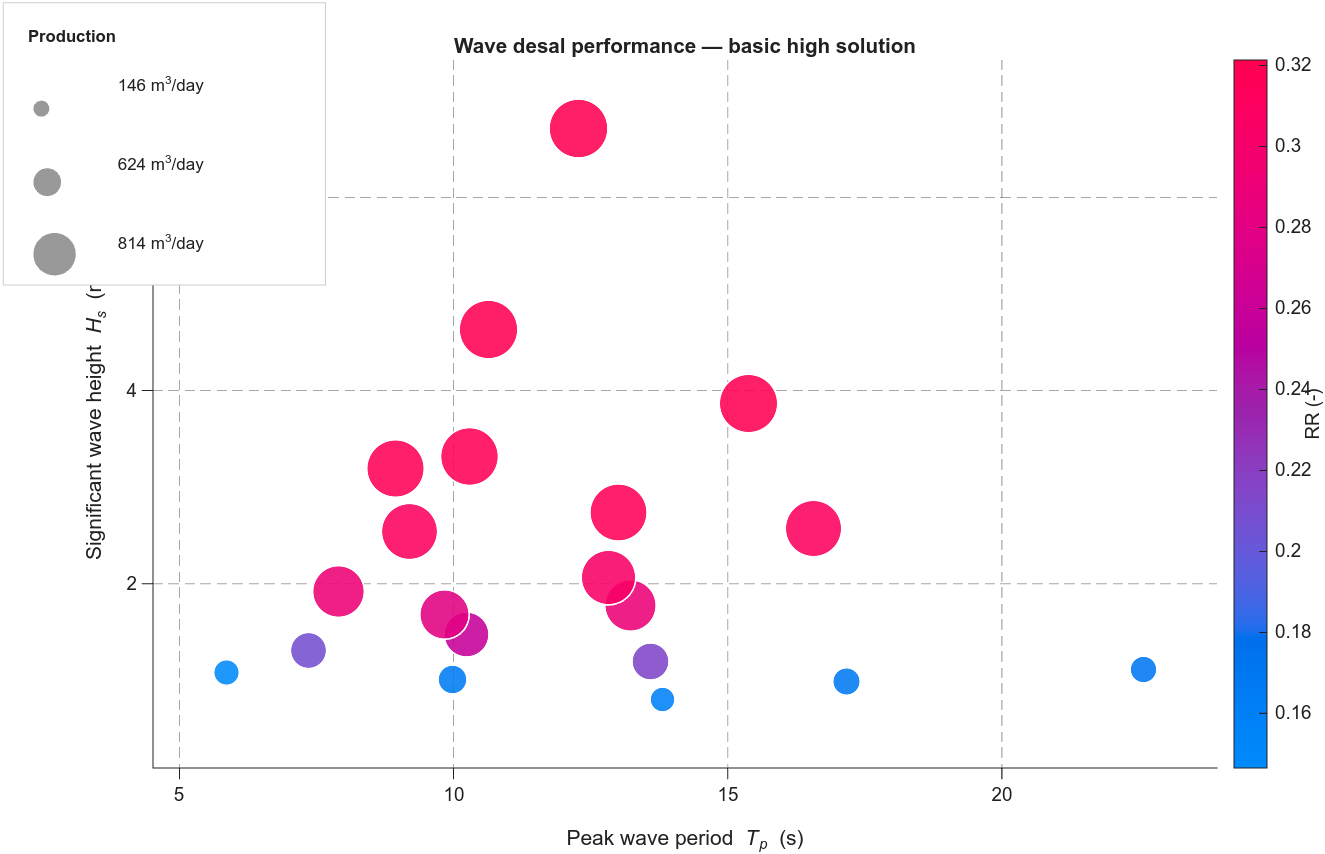 Production
146 m³/day
624 m³/day
814 m³/day
Wave desal performance — basic high solution
Significant wave height H_s
4
2
5
10
15
20
Peak wave period T_p (s)
0.32
0.3
0.28
0.26
0.24
0.22
0.2
0.18
0.16
RR (-)